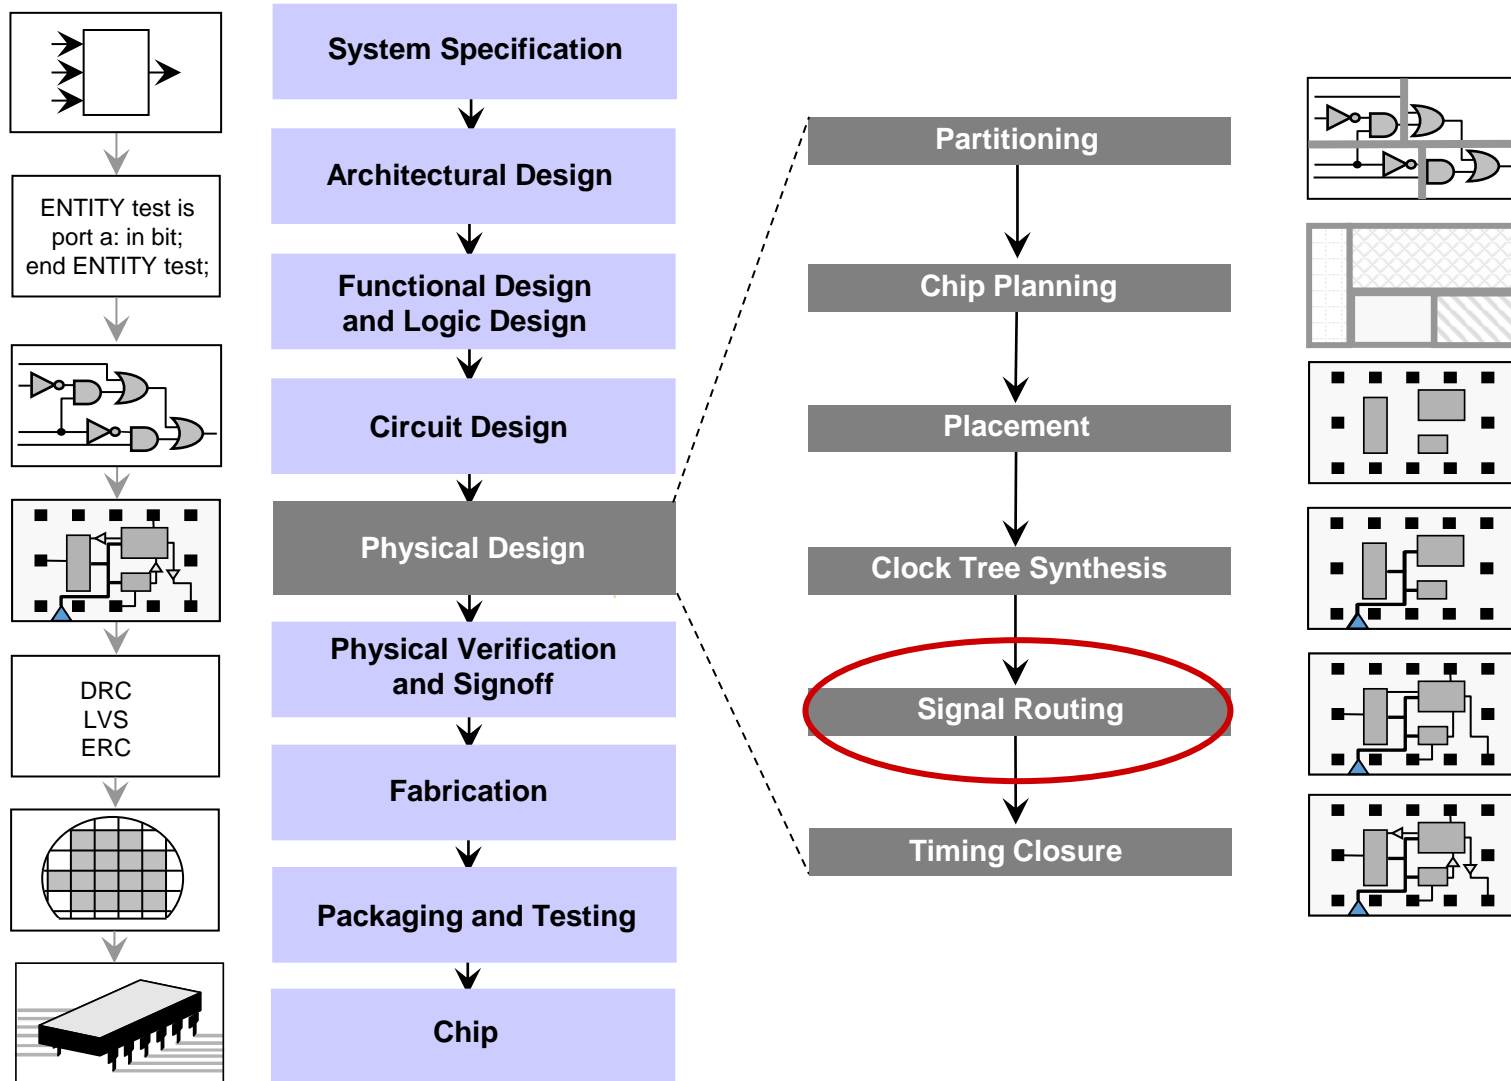 System Specification
Architectural Design
ENTITY test is
port a: in bit;
end ENTITY test;
Functional Design
and Logic Design
Circuit Design
Physical Design
Physical Verification
and Signoff
DRC
LVS
ERC
Fabrication
Packaging and Testing
Chip
Partitioning
Chip Planning
Placement
Clock Tree Synthesis
Signal Routing
Timing Closure